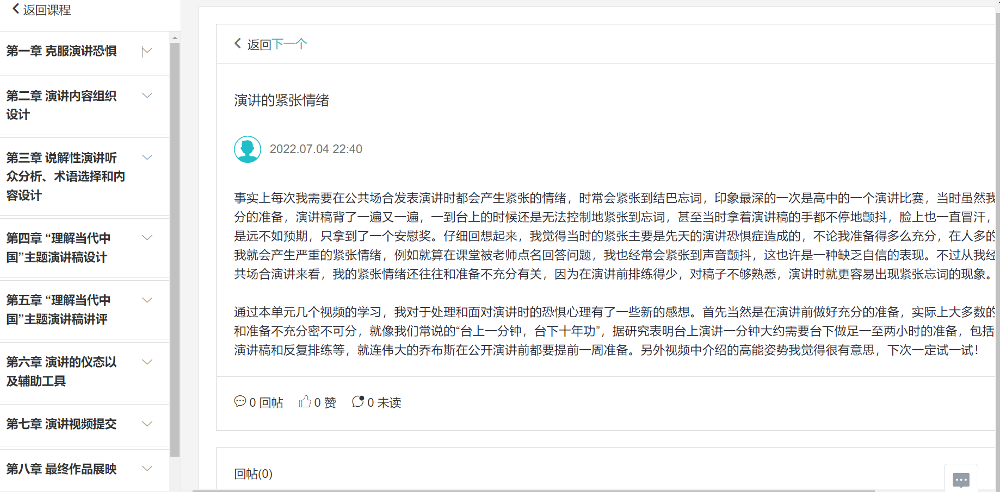 返回课程
第一章 克服演讲恐惧
第二章 演讲内容组织
设计
第三章 说解性演讲听
众分析、术语选择和内
容设计
第四章 “理解当代中
国”主题演讲稿设计
第五章 “理解当代中
国”主题演讲稿讲评
第六章 演讲的仪态以
及辅助工具
第七章 演讲视频提交
第八章 最终作品展映
返回下一个
演讲的紧张情绪
2022.07.04 22:40
事实上每次我需要在公共场合发表演讲时都会产生紧张的情绪，时常会紧张到结巴忘词，印象最深的一次是高中的一个演讲比赛，当时虽然我
分的准备，演讲稿背了一遍又一遍，一到台上的时候还是无法控制地紧张到忘词，甚至当时拿着演讲稿的手都不停地颤抖，脸上也一直冒汗，
是远不如预期，只拿到了一个安慰奖。仔细回想起来，我觉得当时的紧张主要是先天的演讲恐惧症造成的，不论我准备得多么充分，在人多的
我就会产生严重的紧张情绪，例如就算在课堂被老师点名回答问题，我也经常会紧张到声音颤抖，这也许是一种缺乏自信的表现。不过从我经
共场合演讲来看，我的紧张情绪还往往和准备不充分有关，因为在演讲前排练得少，对稿子不够熟悉，演讲时就更容易出现紧张忘词的现象。
通过本单元几个视频的学习，我对于处理和面对演讲时的恐惧心理有了一些新的感想。首先当然是在演讲前做好充分的准备，实际上大多数的
和准备不充分密不可分，就像我们常说的“台上一分钟，台下十年功”，据研究表明台上演讲一分钟大约需要台下做足一至两小时的准备，包括
演讲稿和反复排练等，就连伟大的乔布斯在公开演讲前都要提前一周准备。另外视频中介绍的高能姿势我觉得很有意思，下次一定试一试！
0 回帖 0 赞 0 未读
回帖(0)